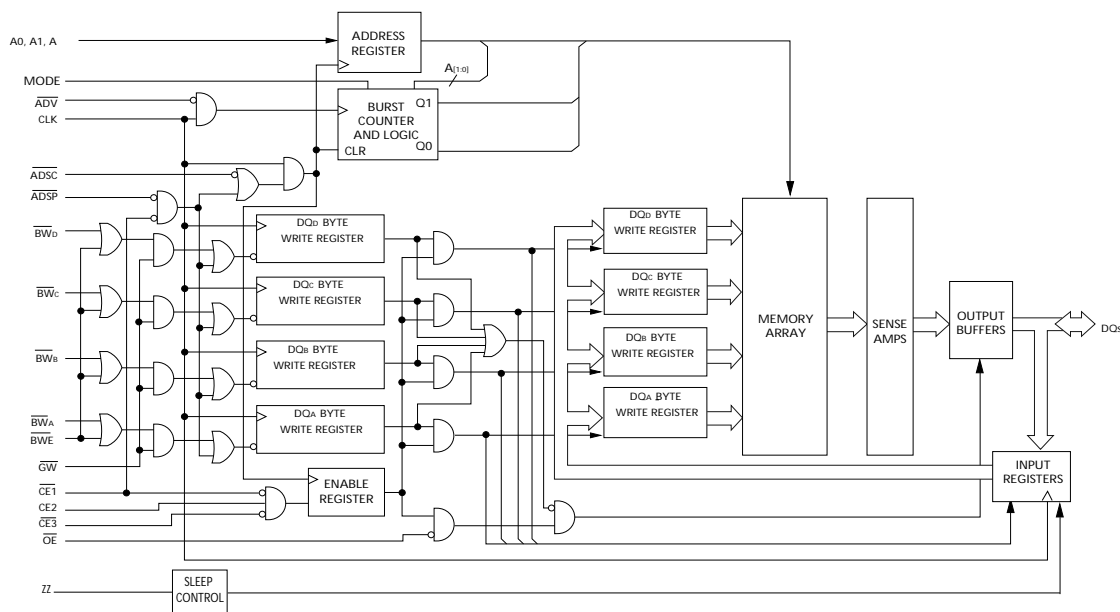 A0, A1, A
ADDRESS
REGISTER
MODE
A[1:0]
ADV
CLK
BURST
COUNTER
AND LOGIC
CLR
Q1
Q0
ADSC
ADSP
BWD
DQD BYTE
WRITE REGISTER
DQD BYTE
WRITE REGISTER
BWC
DQC BYTE
WRITE REGISTER
DQC BYTE
WRITE REGISTER
MEMORY
ARRAY
SENSE
AMPS
OUTPUT
BUFFERS
DQS
BWB
DQB BYTE
WRITE REGISTER
DQB BYTE
WRITE REGISTER
BWA
BWE
DQA BYTE
WRITE REGISTER
DQA BYTE
WRITE REGISTER
GW
CE1
CE2
CE3
OE
ENABLE
REGISTER
INPUT
REGISTERS
ZZ
SLEEP
CONTROL